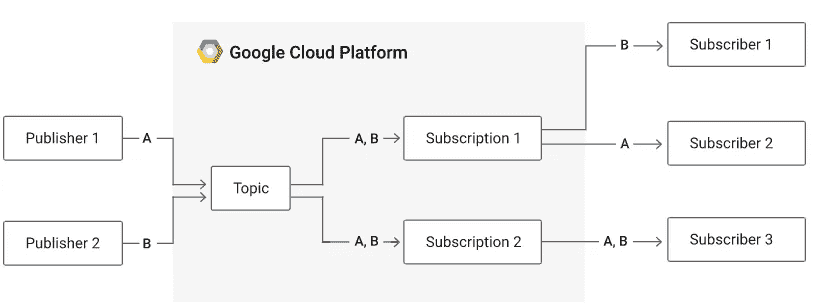 Google Cloud Platform
B
Subscriber 1
Publisher 1
A
A, B
Subscription 1
A
Subscriber 2
Topic
Publisher 2
B
A, B
Subscription 2
A, B
Subscriber 3